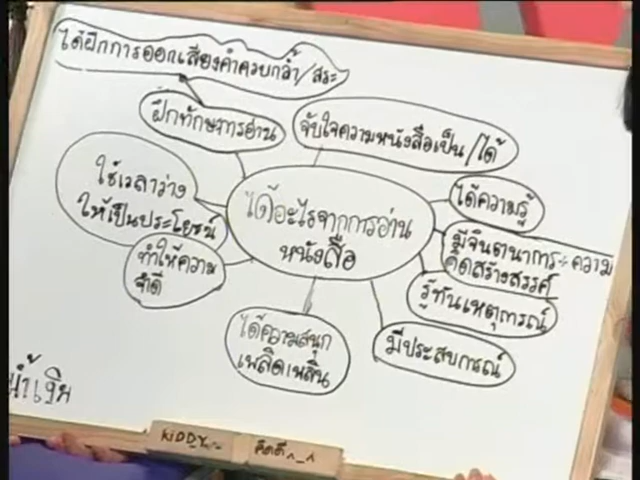 ได้ฝึกการออกเสียงคำควบกล้ำ/สระ
ฝึกทักษะการอ่าน
จับใจความหนังสือเป็น/ได้
ใช้เวลาว่าง
ให้เป็นประโยชน์
ได้อะไรจากการอ่าน
หนังสือ
ได้ความรู้
มีจินตนาการ+ความ
คิดสร้างสรรค์
ทำให้ความ
จำดี
รู้ทันเหตุการณ์
ได้ความสนุก
เพลิดเพลิน
มีประสบการณ์
น้ำเงิน
KiDDY
คิดดี^_^